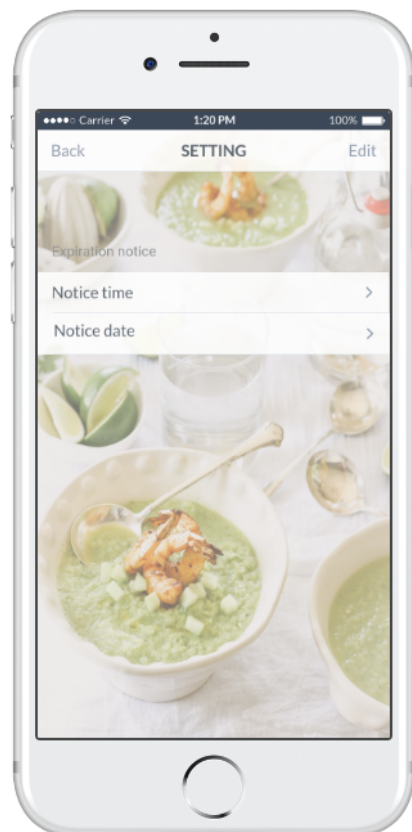 Carrier 1:20 PM 100%
Back SETTING Edit
Expiration notice
Notice time
Notice date